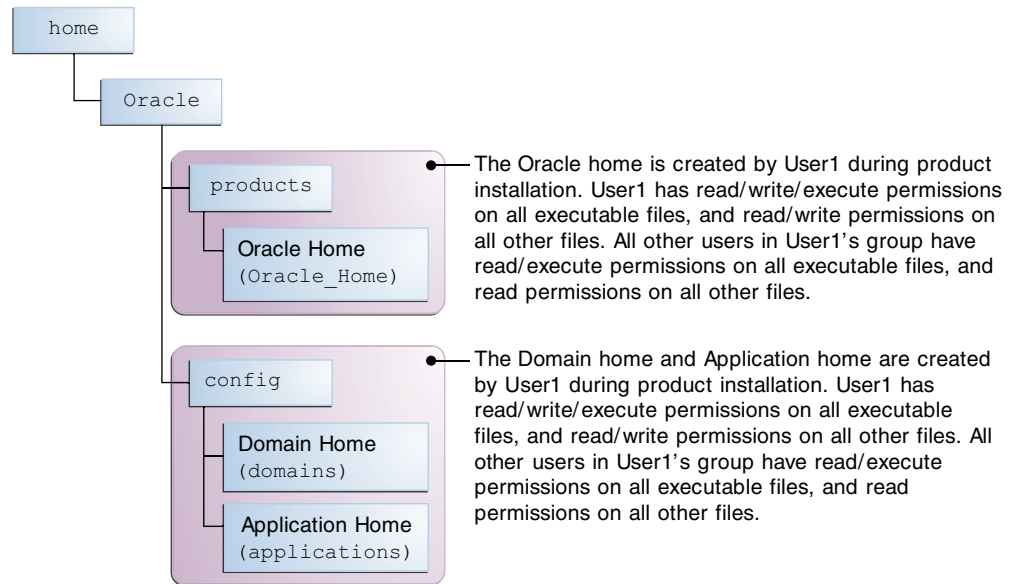 home
Oracle
products
Oracle Home
(Oracle_Home)
The Oracle home is created by User1 during product
installation. User1 has read/write/execute permissions
on all executable files, and read/write permissions on
all other files. All other users in User1’s group have
read/execute permissions on all executable files, and
read permissions on all other files.
config
Domain Home
(domains)
Application Home
(applications)
The Domain home and Application home are created
by User1 during product installation. User1 has
read/write/execute permissions on all executable
files, and read/write permissions on all other files. All
other users in User1’s group have read/execute
permissions on all executable files, and read
permissions on all other files.